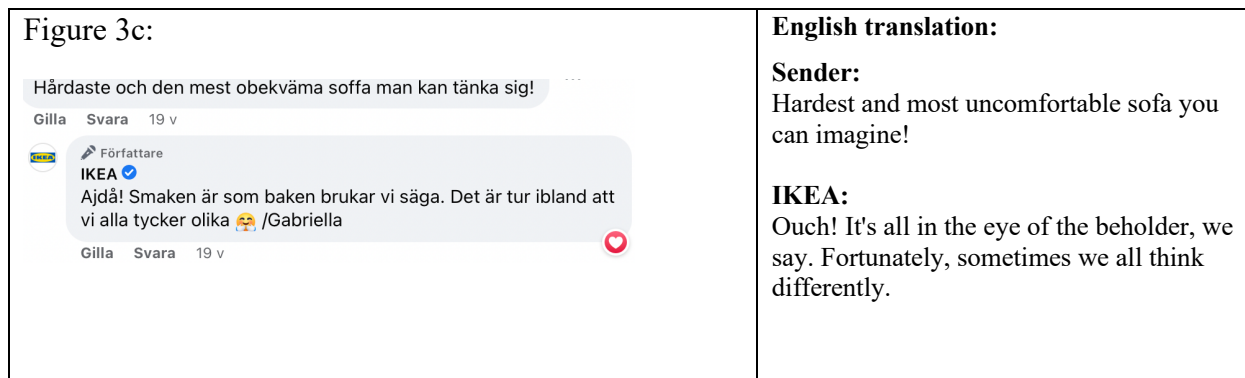 Figure 3c:
Hårdaste och den mest obekväma soffa man kan tänka sig!
Gilla Svara 19 v
IKEA
Författare
IKEA
Ajdå! Smaken är som baken brukar vi säga. Det är tur ibland att
vi alla tycker olika 🤗 /Gabriella
Gilla Svara 19 v
English translation:
Sender:
Hardest and most uncomfortable sofa you
can imagine!
IKEA:
Ouch! It's all in the eye of the beholder, we
say. Fortunately, sometimes we all think
differently.